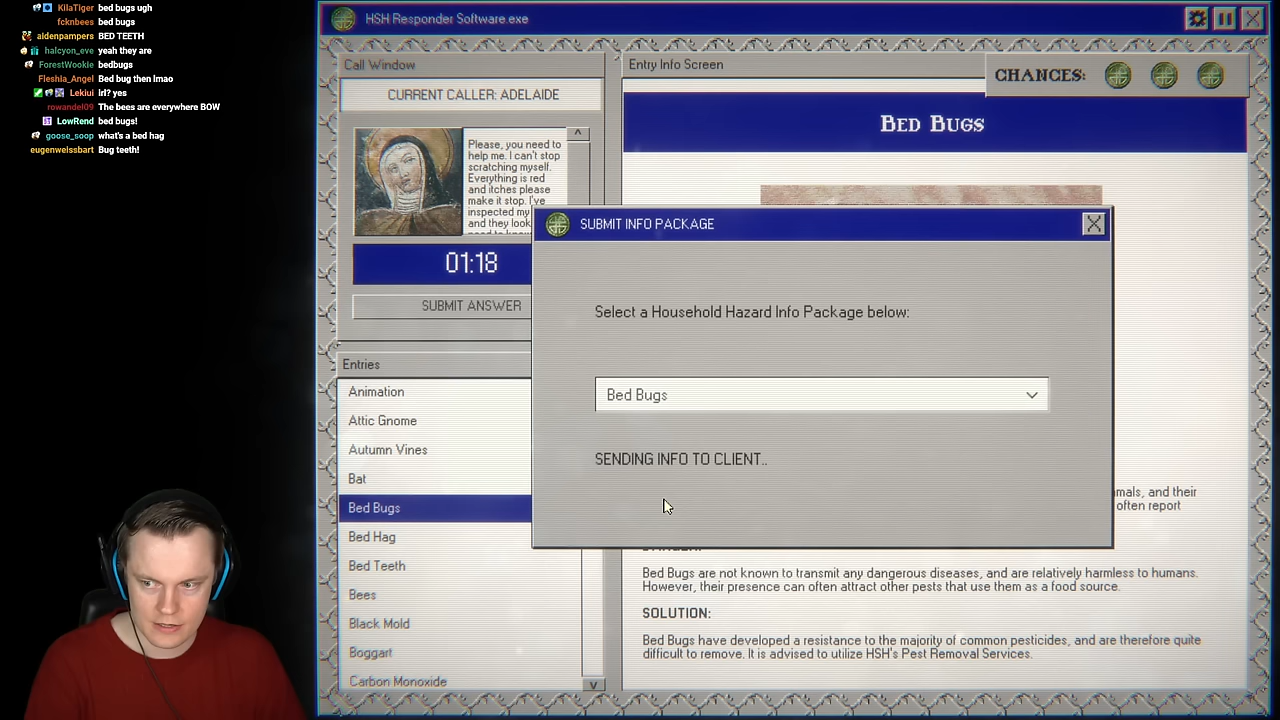 KilaTiger bed bugs ugh
fcknbees bed bugs
aldenpampers BED TEETH
halcyon_eve yeah they are
ForestWookie bedbugs
Fleshia_Angel Bed bug then lmao
Lekiui irl? yes
rowandel09 The bees are everywhere BOW
LowRend bed bugs!
goose_soop what's a bed hag
eugenweissbart Bug teeth!
HSH Responder Software.exe
Call Window
CURRENT CALLER: ADELAIDE
Please, you need to
help me. I can't stop
scratching myself.
Everything is red
and itches please
make it stop. I've
inspected my
and they look
01:18
SUBMIT ANSWER
Entries
Animation
Attic Gnome
Autumn Vines
Bat
Bed Bugs
Bed Hag
Bed Teeth
Bees
Black Mold
Boggart
Carbon Monoxide
Entry Info Screen
CHANCES:
BED BUGS
SUBMIT INFO PACKAGE
Select a Household Hazard Info Package below:
Bed Bugs
SENDING INFO TO CLIENT..
mals, and their
often report
Bed Bugs are not known to transmit any dangerous diseases, and are relatively harmless to humans.
However, their presence can often attract other pests that use them as a food source.
SOLUTION:
Bed Bugs have developed a resistance to the majority of common pesticides, and are therefore quite
difficult to remove. It is advised to utilize HSH's Pest Removal Services.